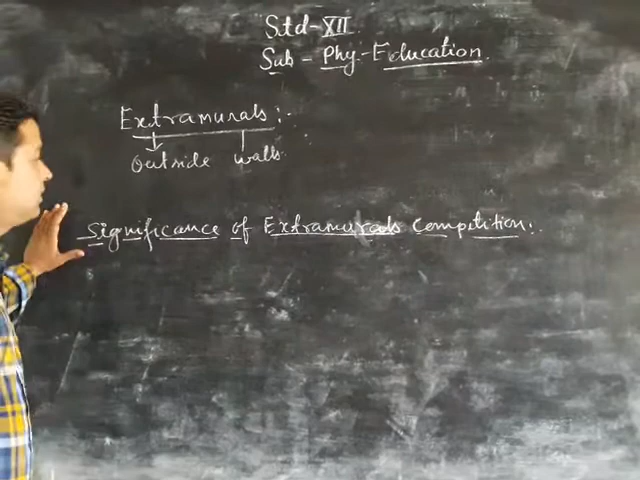 Std-XII
Sub - Phy-Education
Extramurals:-
outside walls
Significance of Extramurals Competition:-